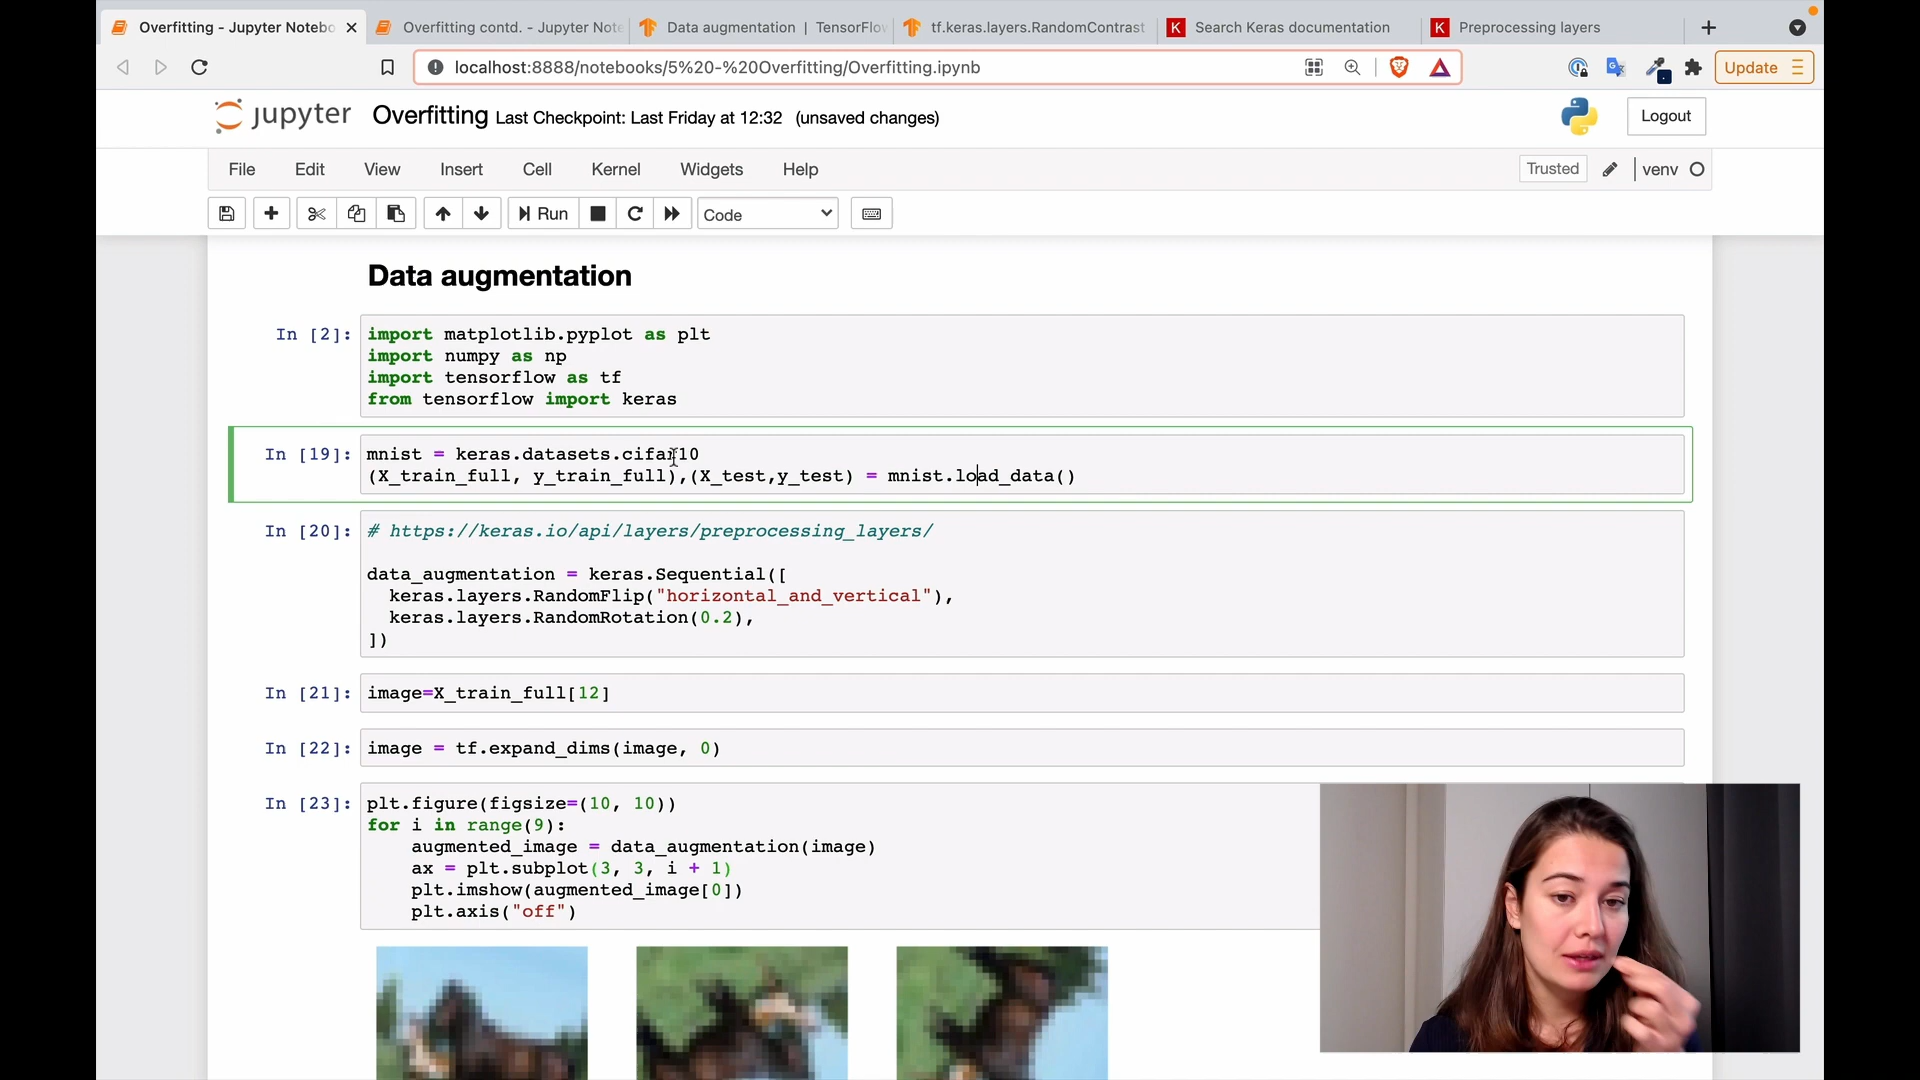 Overfitting - Jupyter Notebo
Overfitting contd. - Jupyter Note
Data augmentation | TensorFlow
tf.keras.layers.RandomContrast
Search Keras documentation
Preprocessing layers
localhost:8888/notebooks/5%20-%20Overfitting/Overfitting.ipynb
Update
jupyter Overfitting Last Checkpoint: Last Friday at 12:32 (unsaved changes)
Logout
File Edit View Insert Cell Kernel Widgets Help
Trusted
venv
Run
Code
Data augmentation
In [2]:
import matplotlib.pyplot as plt
import numpy as np
import tensorflow as tf
from tensorflow import keras
In [19]:
mnist = keras.datasets.cifar10
(X_train_full, y_train_full),(X_test,y_test) = mnist.load_data()
In [20]:
# https://keras.io/api/layers/preprocessing_layers/
data_augmentation = keras.Sequential([
keras.layers.RandomFlip("horizontal_and_vertical"),
keras.layers.RandomRotation(0.2),
])
In [21]:
image=X_train_full[12]
In [22]:
image = tf.expand_dims(image, 0)
In [23]:
plt.figure(figsize=(10, 10))
for i in range(9):
augmented_image = data_augmentation(image)
ax = plt.subplot(3, 3, i + 1)
plt.imshow(augmented_image[0])
plt.axis("off")